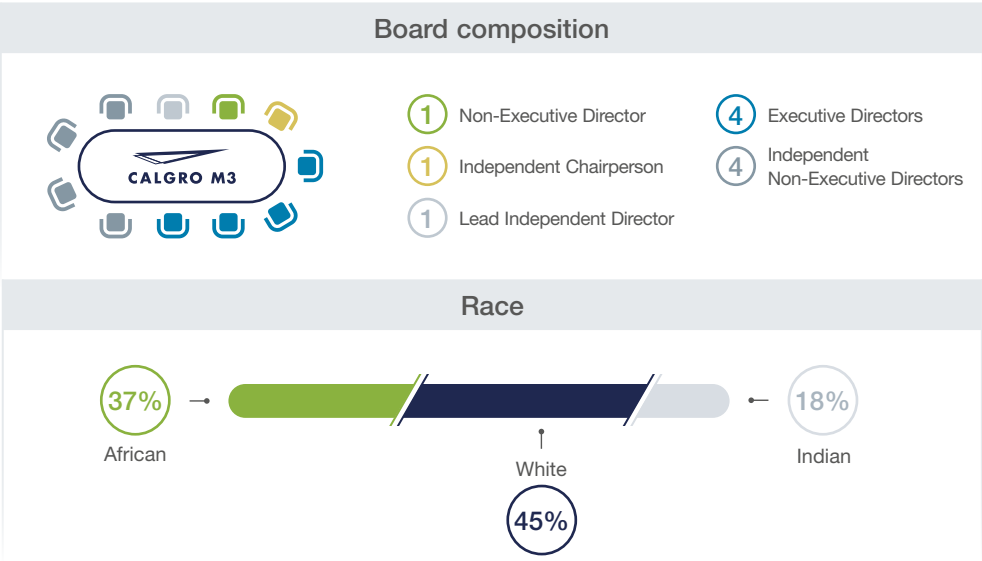 Board composition
CALGRO M3
1 Non-Executive Director
1 Independent Chairperson
1 Lead Independent Director
4 Executive Directors
4 Independent
Non-Executive Directors
Race
37%
African
White
45%
18%
Indian